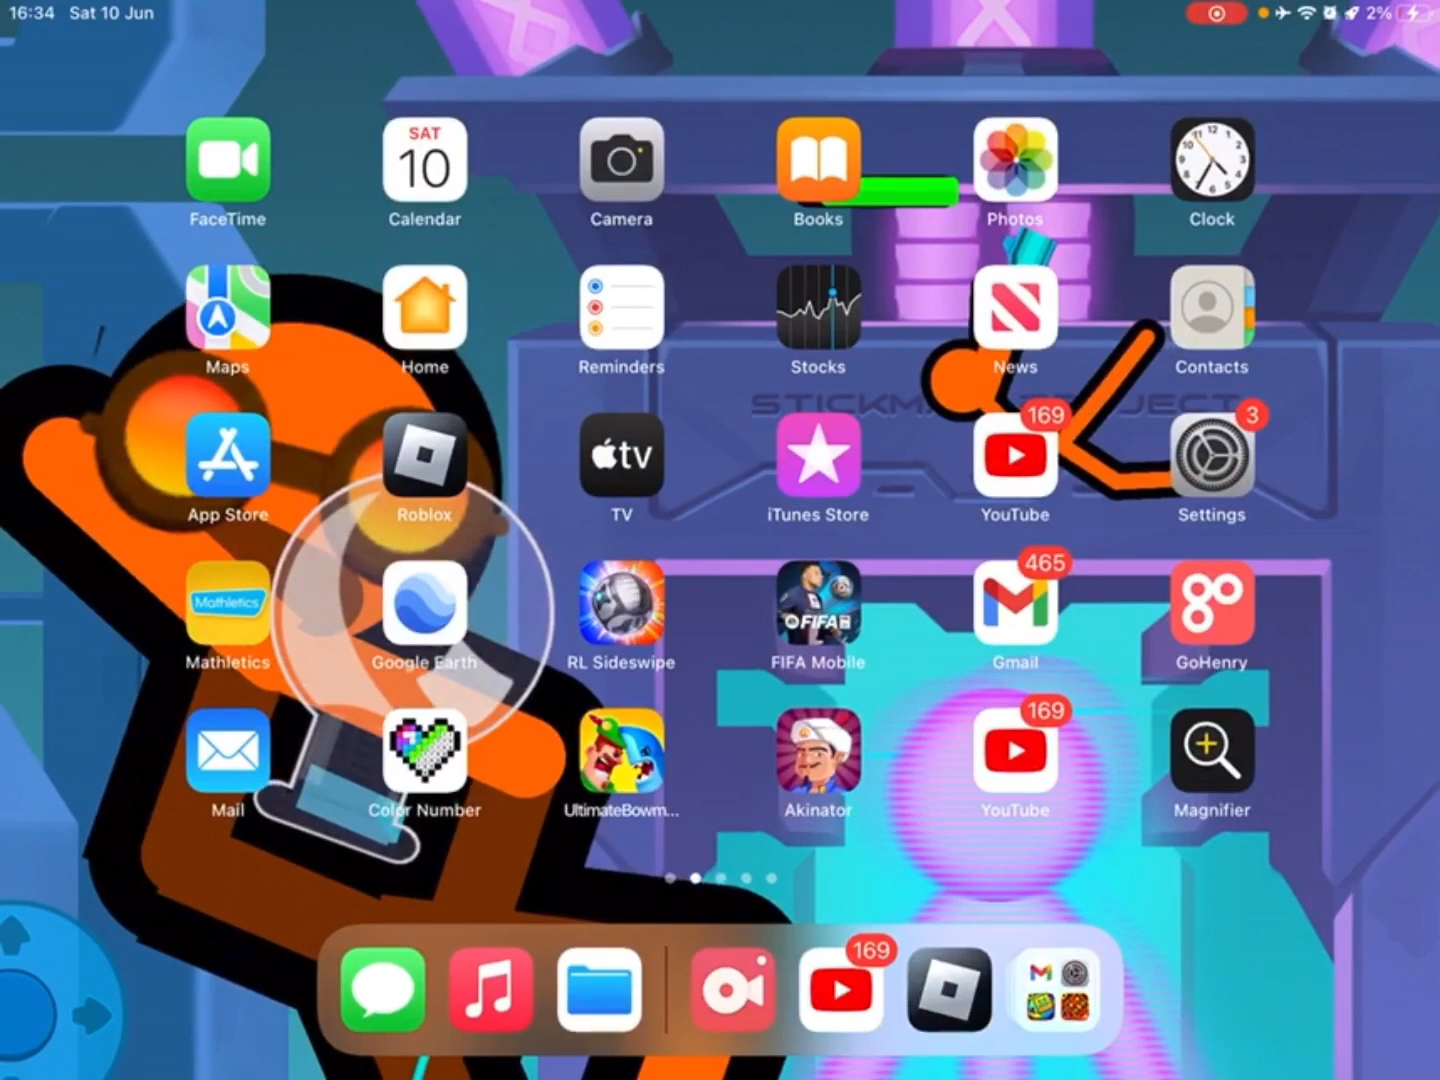 16:34 Sat 10 Jun
2%
SAT
10
12
FaceTime Calendar Camera Books Photos Clock
Maps Home Reminders Stocks News Contacts
169
3
tv
App Store Roblox TV iTunes Store YouTube Settings
465
Mathletics
FIFA
Mathletics Google Earth RL Sideswipe FIFA Mobile Gmail GoHenry
169
Mail Color Number UltimateBowm... Akinator YouTube Magnifier
169